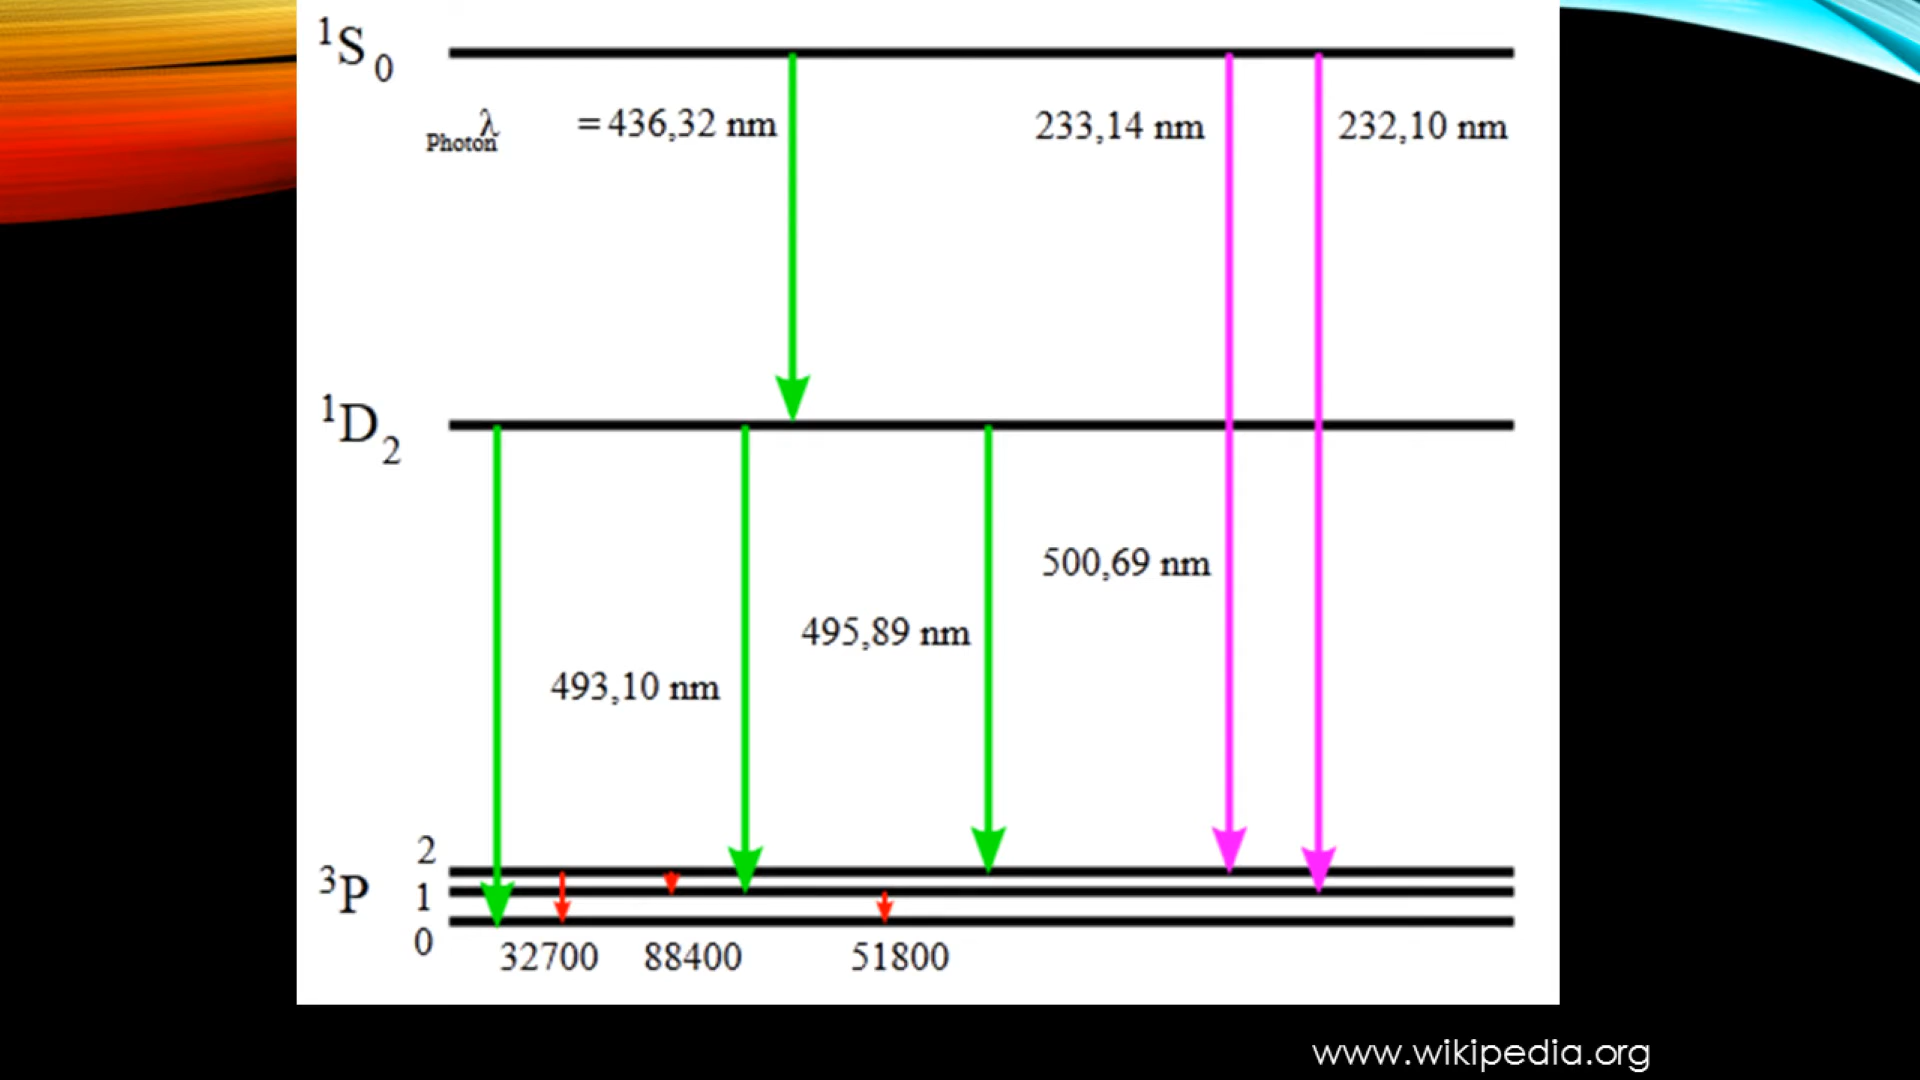 1S0
λPhoton = 436,32 nm
233,14 nm
232,10 nm
1D2
500,69 nm
495,89 nm
493,10 nm
3P
2
1
0
32700
88400
51800
www.wikipedia.org